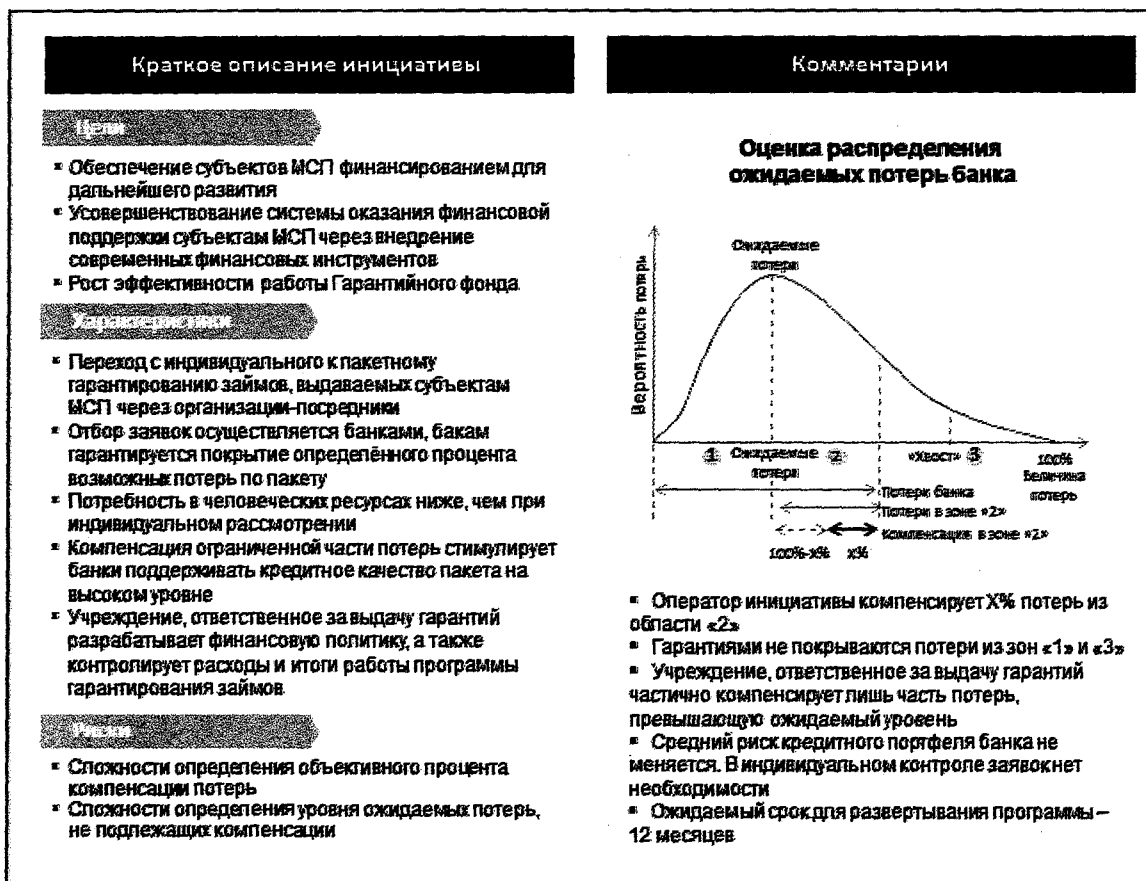 Краткое описание инициативы
Цели
▪ Обеспечение субъектов МСП финансированием для
дальнейшего развития
▪ Усовершенствование системы оказания финансовой
поддержки субъектам МСП через внедрение
современных финансовых инструментов
▪ Рост эффективности работы Гарантийного фонда
Характеристики
▪ Переход с индивидуального к пакетному
гарантированию займов, выдаваемых субъектам
МСП через организации-посредники
▪ Отбор заявок осуществляется банками, бакам
гарантируется покрытие определённого процента
возможных потерь по пакету
▪ Потребность в человеческих ресурсах ниже, чем при
индивидуальном рассмотрении
▪ Компенсация ограниченной части потерь стимулирует
банки поддерживать кредитное качество пакета на
высоком уровне
▪ Учреждение, ответственное за выдачу гарантий
разрабатывает финансовую политику, а также
контролирует расходы и итоги работы программы
гарантирования займов
Риски
▪ Сложности определения объективного процента
компенсации потерь
▪ Сложности определения уровня ожидаемых потерь,
не подлежащих компенсации
Комментарии
Оценка распределения
ожидаемых потерь банка
Вероятность потерь
Ожидаемые
потери
1 Ожидаемые 2 «Хвост» 3 100%
потери
Величина
потерь
Потери банка
Потери в зоне «2»
Компенсация в зоне «2»
100%-X% X%
▪ Оператор инициативы компенсирует X% потерь из
области «2»
▪ Гарантиями не покрываются потери из зон «1» и «3»
▪ Учреждение, ответственное за выдачу гарантий
частично компенсирует лишь часть потерь,
превышающую ожидаемый уровень
▪ Средний риск кредитного портфеля банка не
меняется. В индивидуальном контроле заявок нет
необходимости
▪ Ожидаемый срок для развертывания программы –
12 месяцев